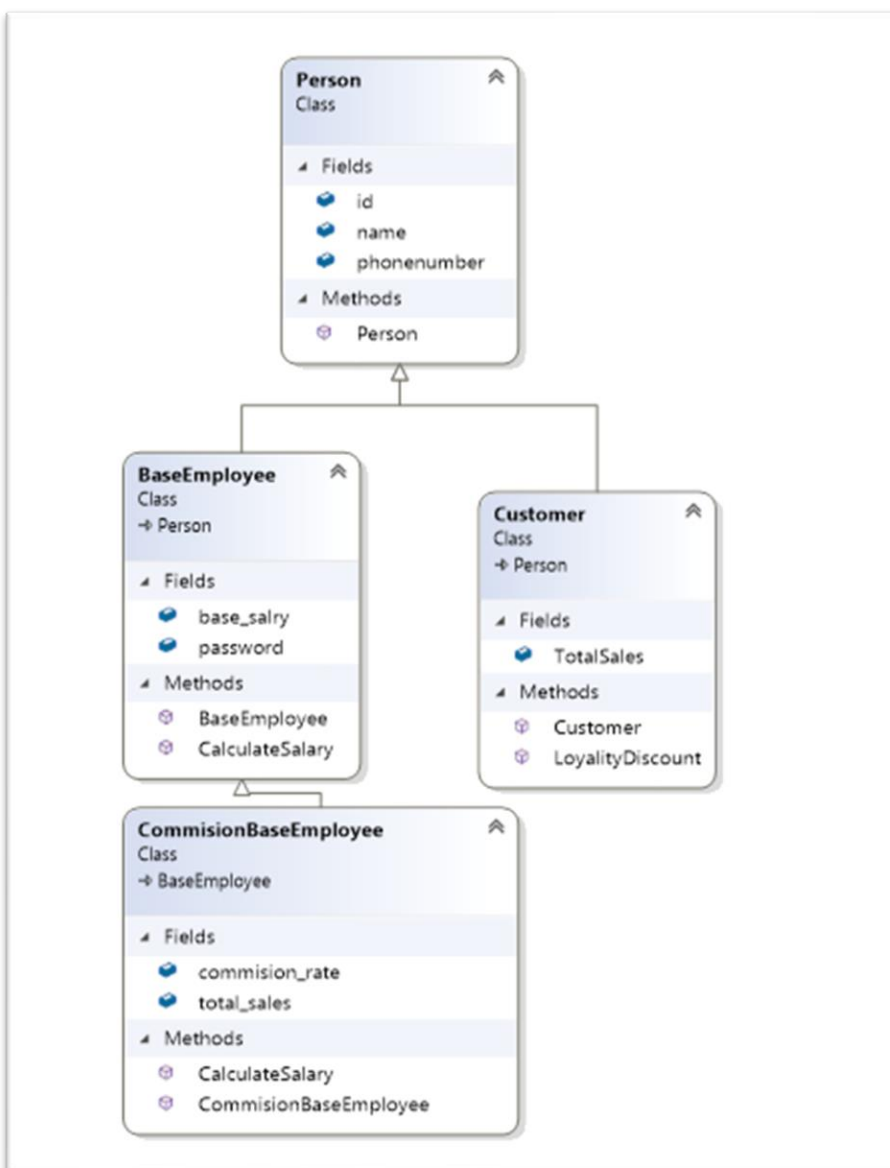 Person
Class
Fields
id
name
phonenumber
Methods
Person
BaseEmployee
Class
Person
Fields
base_salry
password
Methods
BaseEmployee
CalculateSalary
Customer
Class
Person
Fields
TotalSales
Methods
Customer
LoyalityDiscount
CommisionBaseEmployee
Class
BaseEmployee
Fields
commision_rate
total_sales
Methods
CalculateSalary
CommisionBaseEmployee